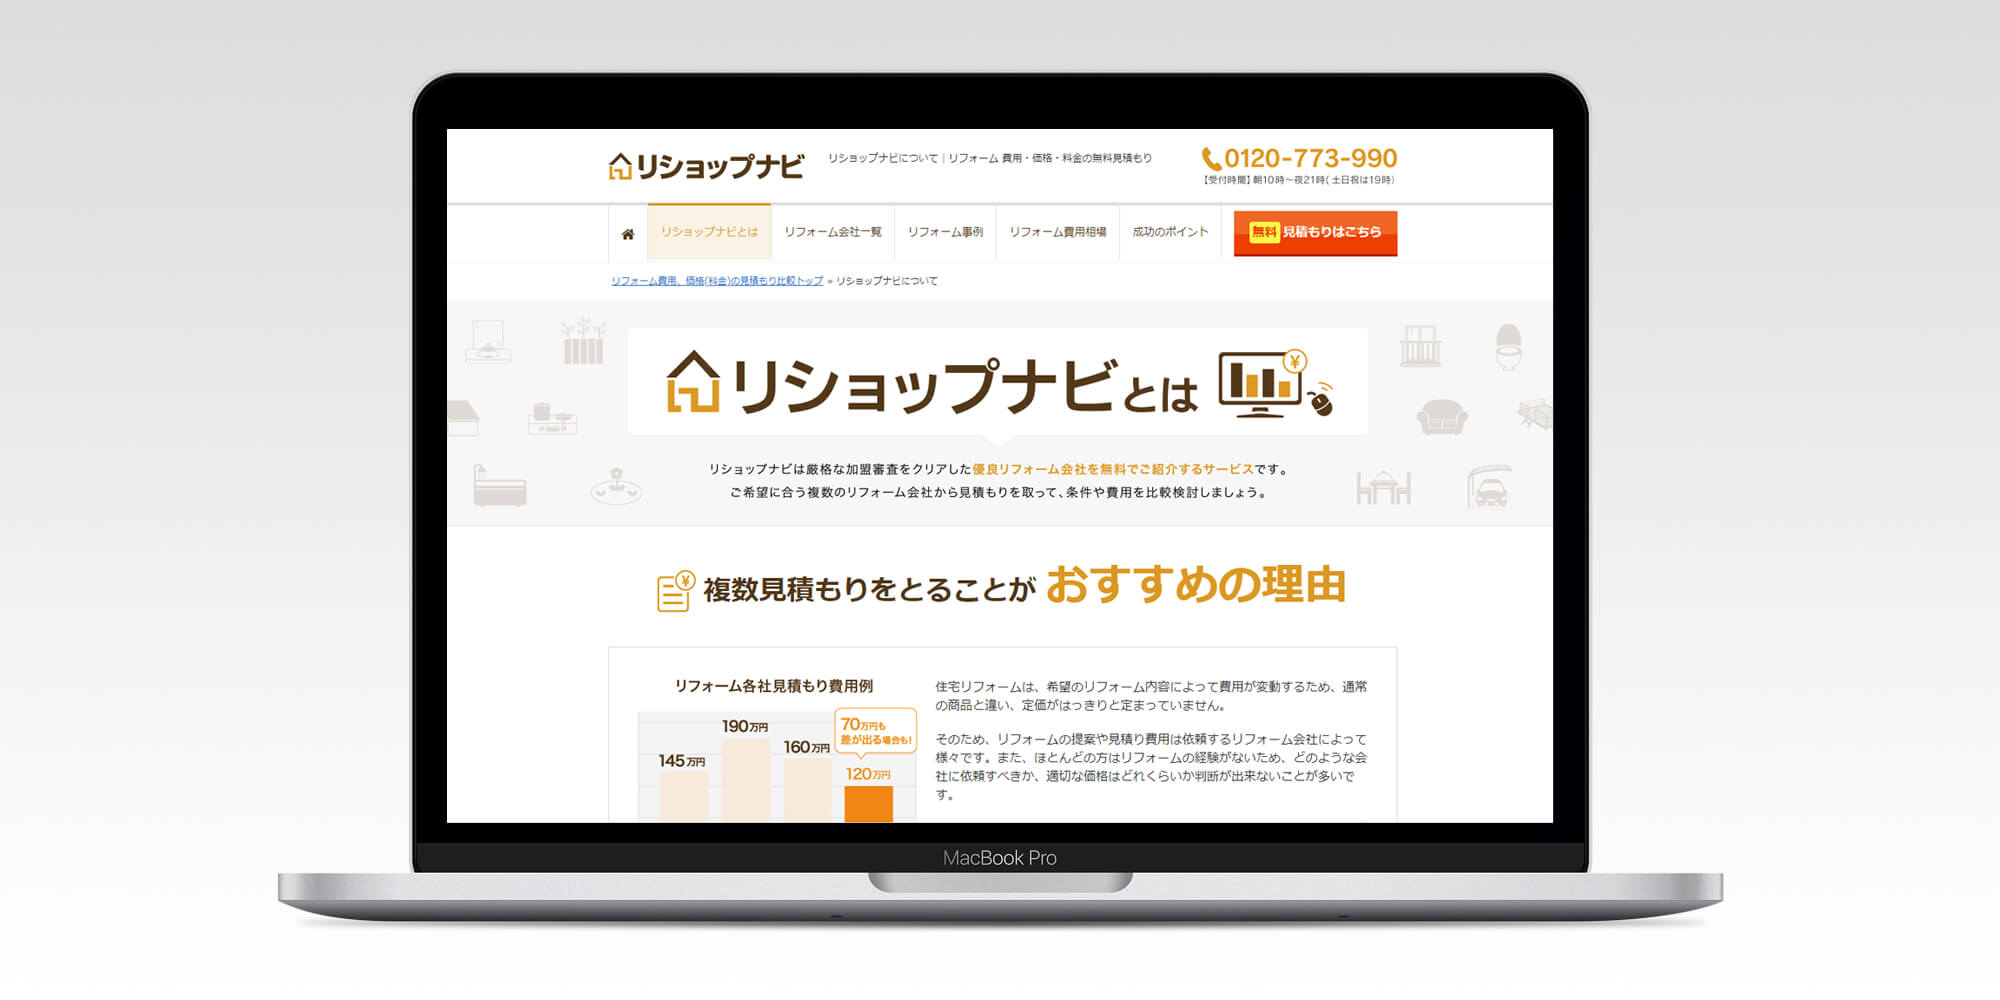 リショップナビ
リショップナビについて｜リフォーム 費用・価格・料金の無料見積もり
0120-773-990
【受付時間】朝10時～夜21時(土日祝は19時)
リショップナビとは
リフォーム会社一覧
リフォーム事例
リフォーム費用相場
成功のポイント
無料 見積もりはこちら
リフォーム費用、価格(料金)の見積もり比較トップ » リショップナビについて
リショップナビとは
¥
リショップナビは厳格な加盟審査をクリアした優良リフォーム会社を無料でご紹介するサービスです。
ご希望に合う複数のリフォーム会社から見積もりを取って、条件や費用を比較検討しましょう。
¥
複数見積もりをとることが おすすめの理由
リフォーム各社見積もり費用例
145万円
190万円
160万円
70万円も
差が出る場合も!
120万円
住宅リフォームは、希望のリフォーム内容によって費用が変動するため、通常
の商品と違い、定価がはっきりと定まっていません。
そのため、リフォームの提案や見積り費用は依頼するリフォーム会社によって
様々です。また、ほとんどの方はリフォームの経験がないため、どのような会
社に依頼すべきか、適切な価格はどれくらいか判断が出来ないことが多いで
す。
MacBook Pro